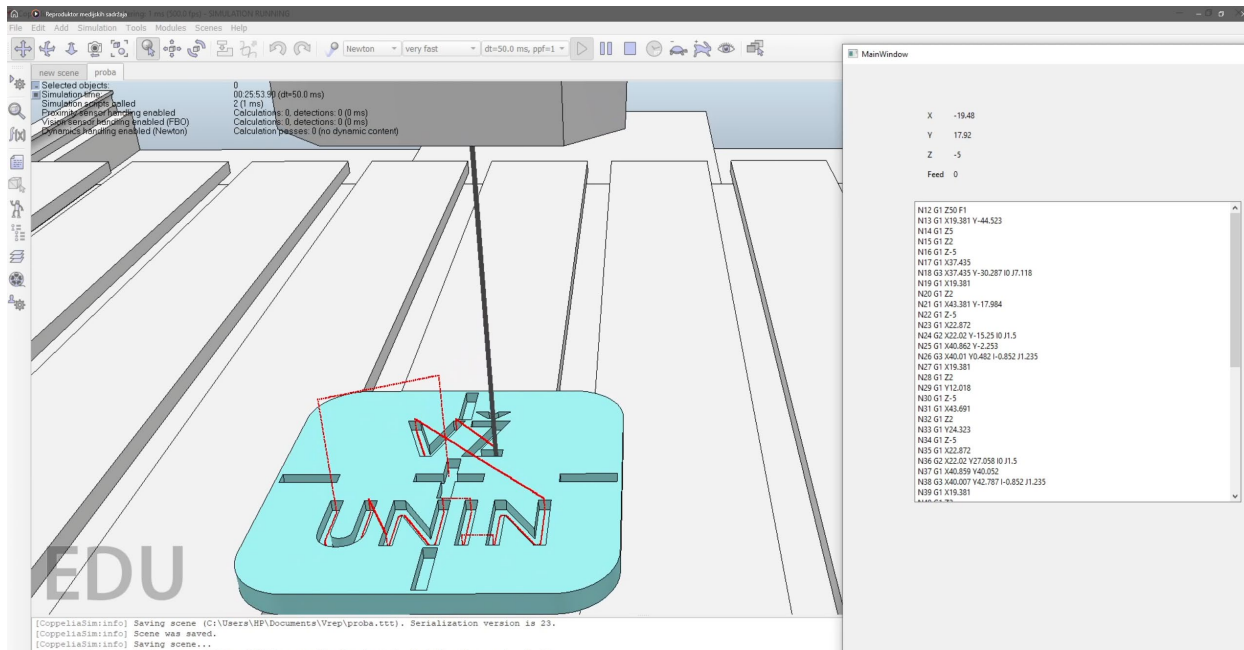 Reproduktor medijskih sadržaja
File Edit Add Simulation Tools Modules Scenes Help
Newton very fast dt=50.0 ms, ppf=1
new scene proba
Selected objects: 0
Simulation time: 00:25:53.90 (dt=50.0 ms)
Simulation scripts called 2 (1 ms)
Proximity sensor handling enabled Calculations: 0, detections: 0 (0 ms)
Vision sensor handling enabled (FBO) Calculations: 0, detections: 0 (0 ms)
Dynamics handling enabled (Newton) Calculation passes: 0 (no dynamic content)
f(x)
VŽ
UNIN
EDU
[CoppeliaSim:info] Saving scene (C:\Users\HP\Documents\Vrep\proba.ttt). Serialization version is 23.
[CoppeliaSim:info] Scene was saved.
[CoppeliaSim:info] Saving scene...
MainWindow
X -19.48
Y 17.92
Z -5
Feed 0
N12 G1 Z50 F1
N13 G1 X19.381 Y-44.523
N14 G1 Z5
N15 G1 Z2
N16 G1 Z-5
N17 G1 X37.435
N18 G3 X37.435 Y-30.287 I0 J7.118
N19 G1 X19.381
N20 G1 Z2
N21 G1 X43.381 Y-17.984
N22 G1 Z-5
N23 G1 X22.872
N24 G2 X22.02 Y-15.25 I0 J1.5
N25 G1 X40.862 Y-2.253
N26 G3 X40.01 Y0.482 I-0.852 J1.235
N27 G1 X19.381
N28 G1 Z2
N29 G1 Y12.018
N30 G1 Z-5
N31 G1 X43.691
N32 G1 Z2
N33 G1 Y24.323
N34 G1 Z-5
N35 G1 X22.872
N36 G2 X22.02 Y27.058 I0 J1.5
N37 G1 X40.859 Y40.052
N38 G3 X40.007 Y42.787 I-0.852 J1.235
N39 G1 X19.381